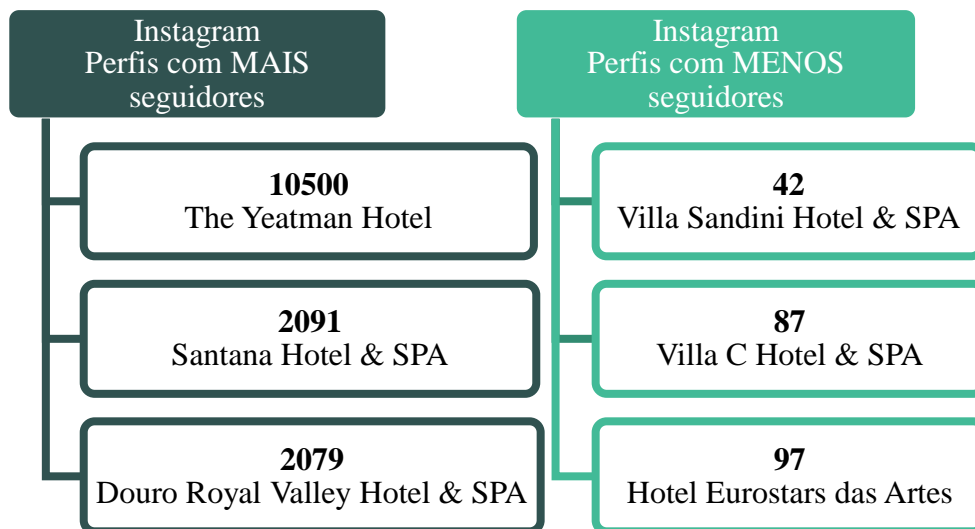 Instagram
Perfis com MAIS
seguidores
10500
The Yeatman Hotel
2091
Santana Hotel & SPA
2079
Douro Royal Valley Hotel & SPA
Instagram
Perfis com MENOS
seguidores
42
Villa Sandini Hotel & SPA
87
Villa C Hotel & SPA
97
Hotel Eurostars das Artes